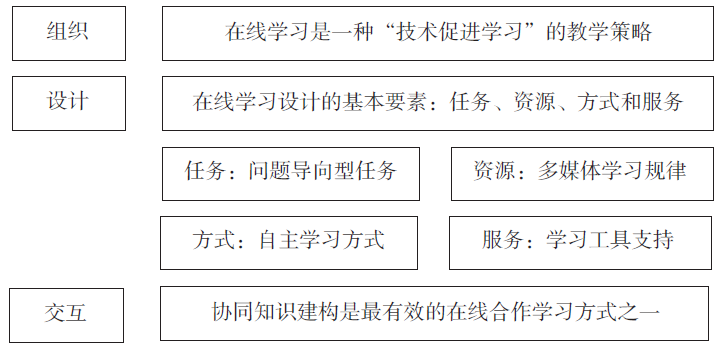 组织
在线学习是一种“技术促进学习”的教学策略
设计
在线学习设计的基本要素：任务、资源、方式和服务
任务：问题导向型任务
资源：多媒体学习规律
方式：自主学习方式
服务：学习工具支持
交互
协同知识建构是最有效的在线合作学习方式之一